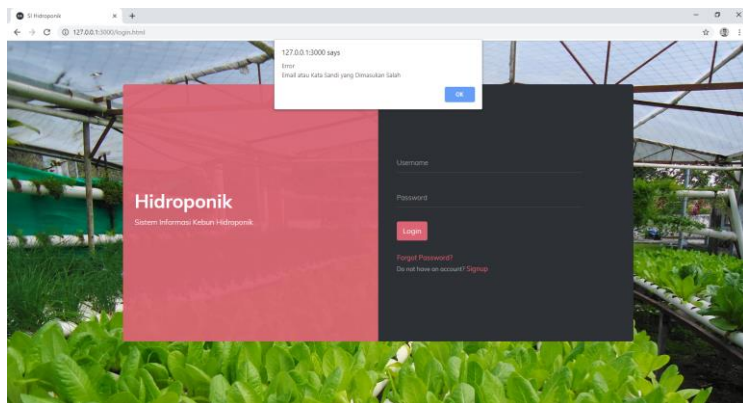 SI Hidroponik
127.0.0.1:3000/login.html
127.0.0.1:3000 says
Error
Email atau Kata Sandi yang Dimasukan Salah
OK
Hidroponik
Sistem Informasi Kebun Hidroponik
Username
Password
Login
Forgot Password?
Do not have an account? Signup